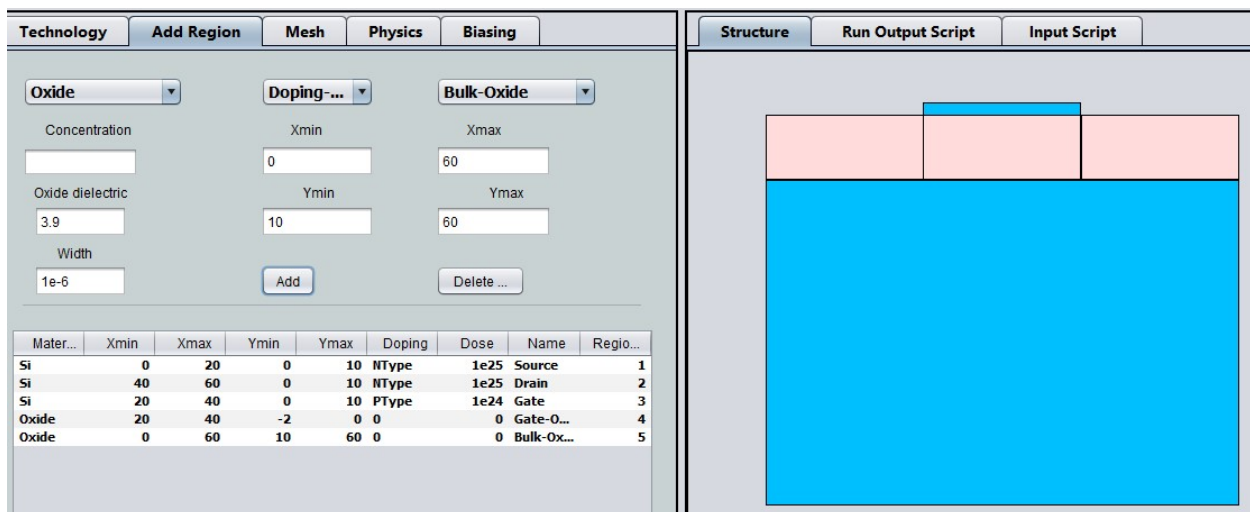 Technology Add Region Mesh Physics Biasing
Structure Run Output Script Input Script
Oxide Doping-... Bulk-Oxide
Concentration Xmin Xmax
0 60
Oxide dielectric Ymin Ymax
3.9 10 60
Width
1e-6 Add Delete ...
Mater... Xmin Xmax Ymin Ymax Doping Dose Name Regio...
Si 0 20 0 10 NType 1e25 Source 1
Si 40 60 0 10 NType 1e25 Drain 2
Si 20 40 0 10 PType 1e24 Gate 3
Oxide 20 40 -2 0 0 0 Gate-O... 4
Oxide 0 60 10 60 0 0 Bulk-Ox... 5